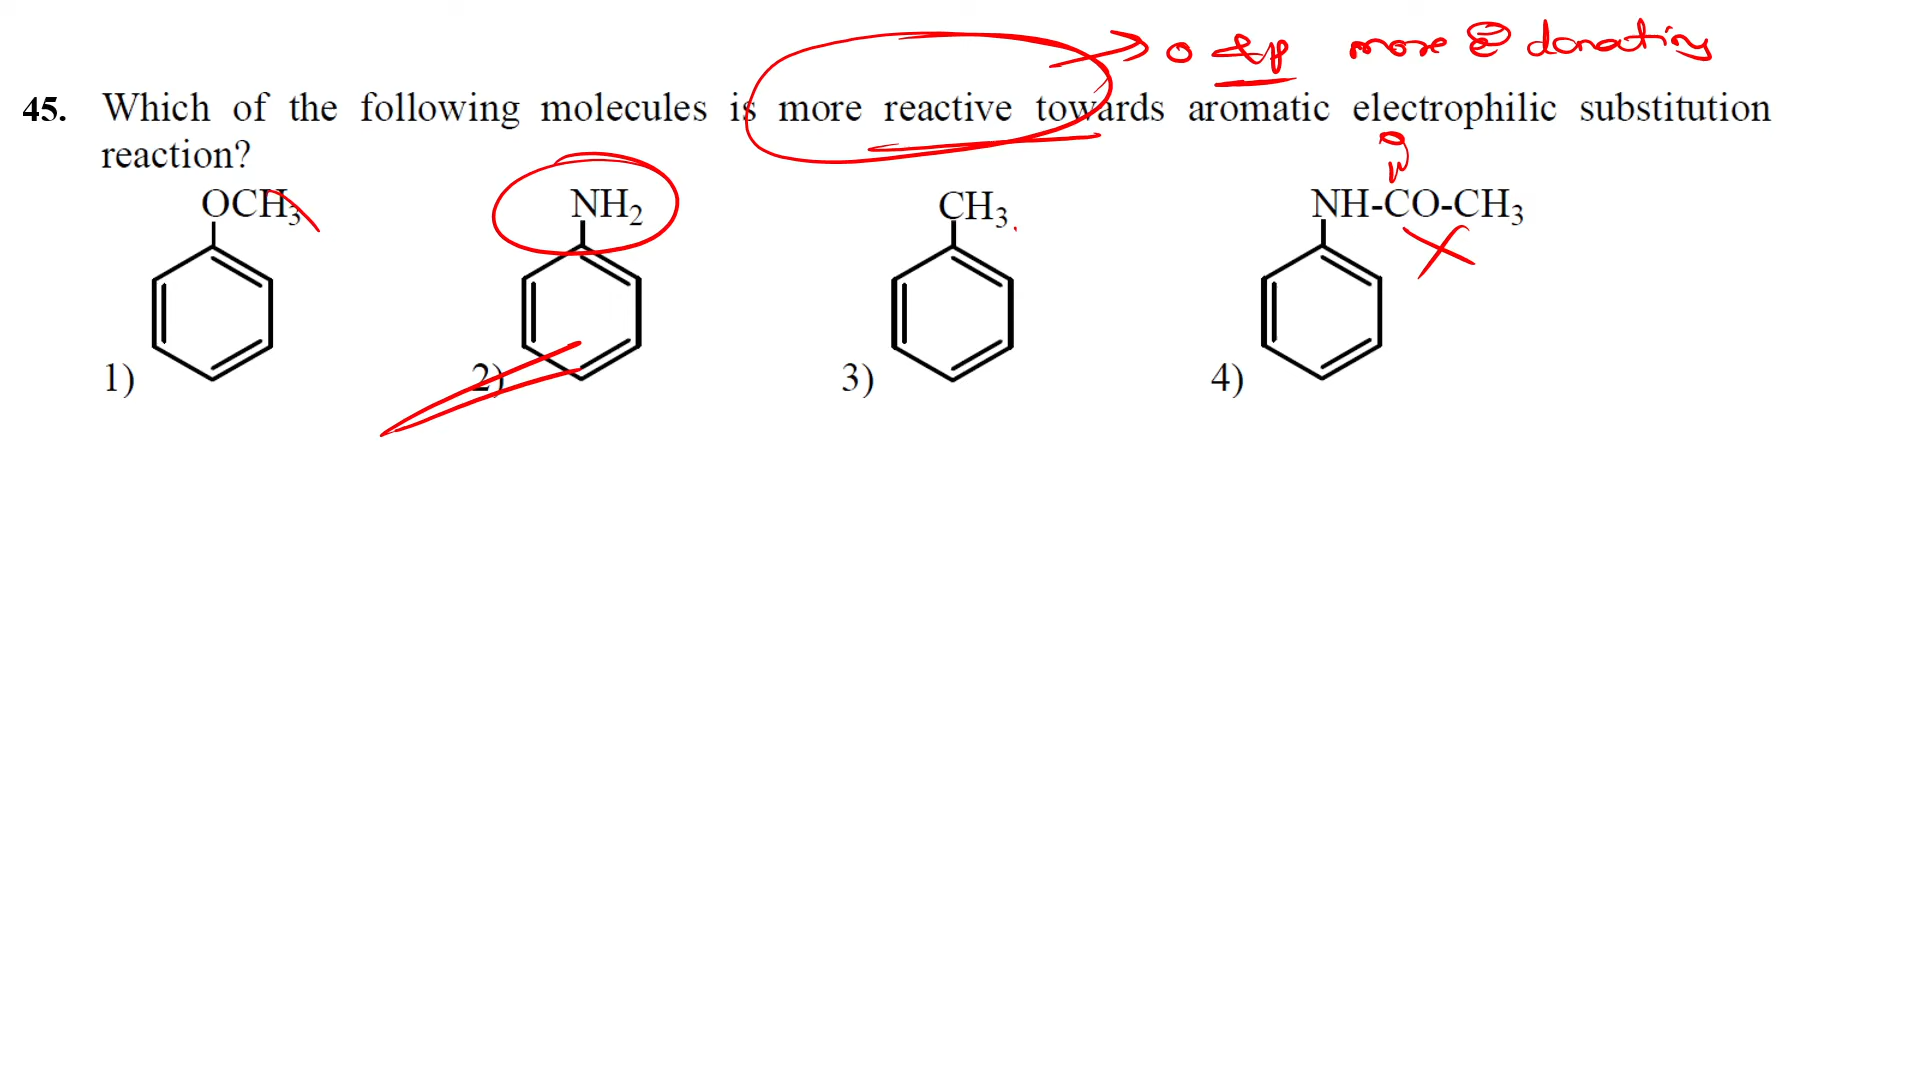 more e donating
45. Which of the following molecules is more reactive towards aromatic electrophilic substitution
reaction?
OCH3 NH2 CH3 NH-CO-CH3
1) 2) 3) 4)